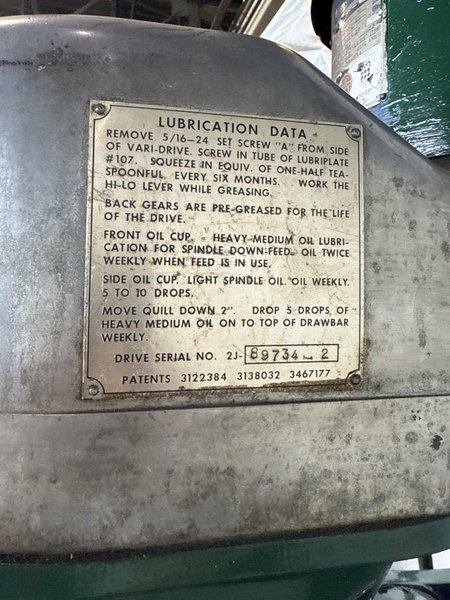 LUBRICATION DATA
REMOVE 5/16–24 SET SCREW "A" FROM SIDE
OF VARI-DRIVE. SCREW IN TUBE OF LUBRIPLATE
#107. SQUEEZE IN EQUIV. OF ONE-HALF TEA-
SPOONFUL. EVERY SIX MONTHS. WORK THE
HI-LO LEVER WHILE GREASING.
BACK GEARS ARE PRE-GREASED FOR THE LIFE
OF THE DRIVE.
FRONT OIL CUP. HEAVY-MEDIUM OIL LUBRI-
CATION FOR SPINDLE DOWN-FEED. OIL TWICE
WEEKLY WHEN FEED IS IN USE.
SIDE OIL CUP. LIGHT SPINDLE OIL. OIL WEEKLY.
5 TO 10 DROPS.
MOVE QUILL DOWN 2". DROP 5 DROPS OF
HEAVY MEDIUM OIL ON TO TOP OF DRAWBAR
WEEKLY.
DRIVE SERIAL NO. 2J- 89734 – 2
PATENTS 3122384 3138032 3467177